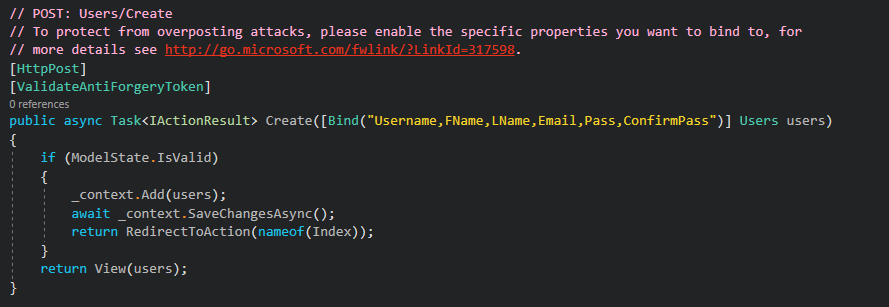 // POST: Users/Create
// To protect from overposting attacks, please enable the specific properties you want to bind to, for
// more details see http://go.microsoft.com/fwlink/?LinkId=317598.
[HttpPost]
[ValidateAntiForgeryToken]
0 references
public async Task<IActionResult> Create([Bind("Username,FName,LName,Email,Pass,ConfirmPass")] Users users)
{
    if (ModelState.IsValid)
    {
        _context.Add(users);
        await _context.SaveChangesAsync();
        return RedirectToAction(nameof(Index));
    }
    return View(users);
}